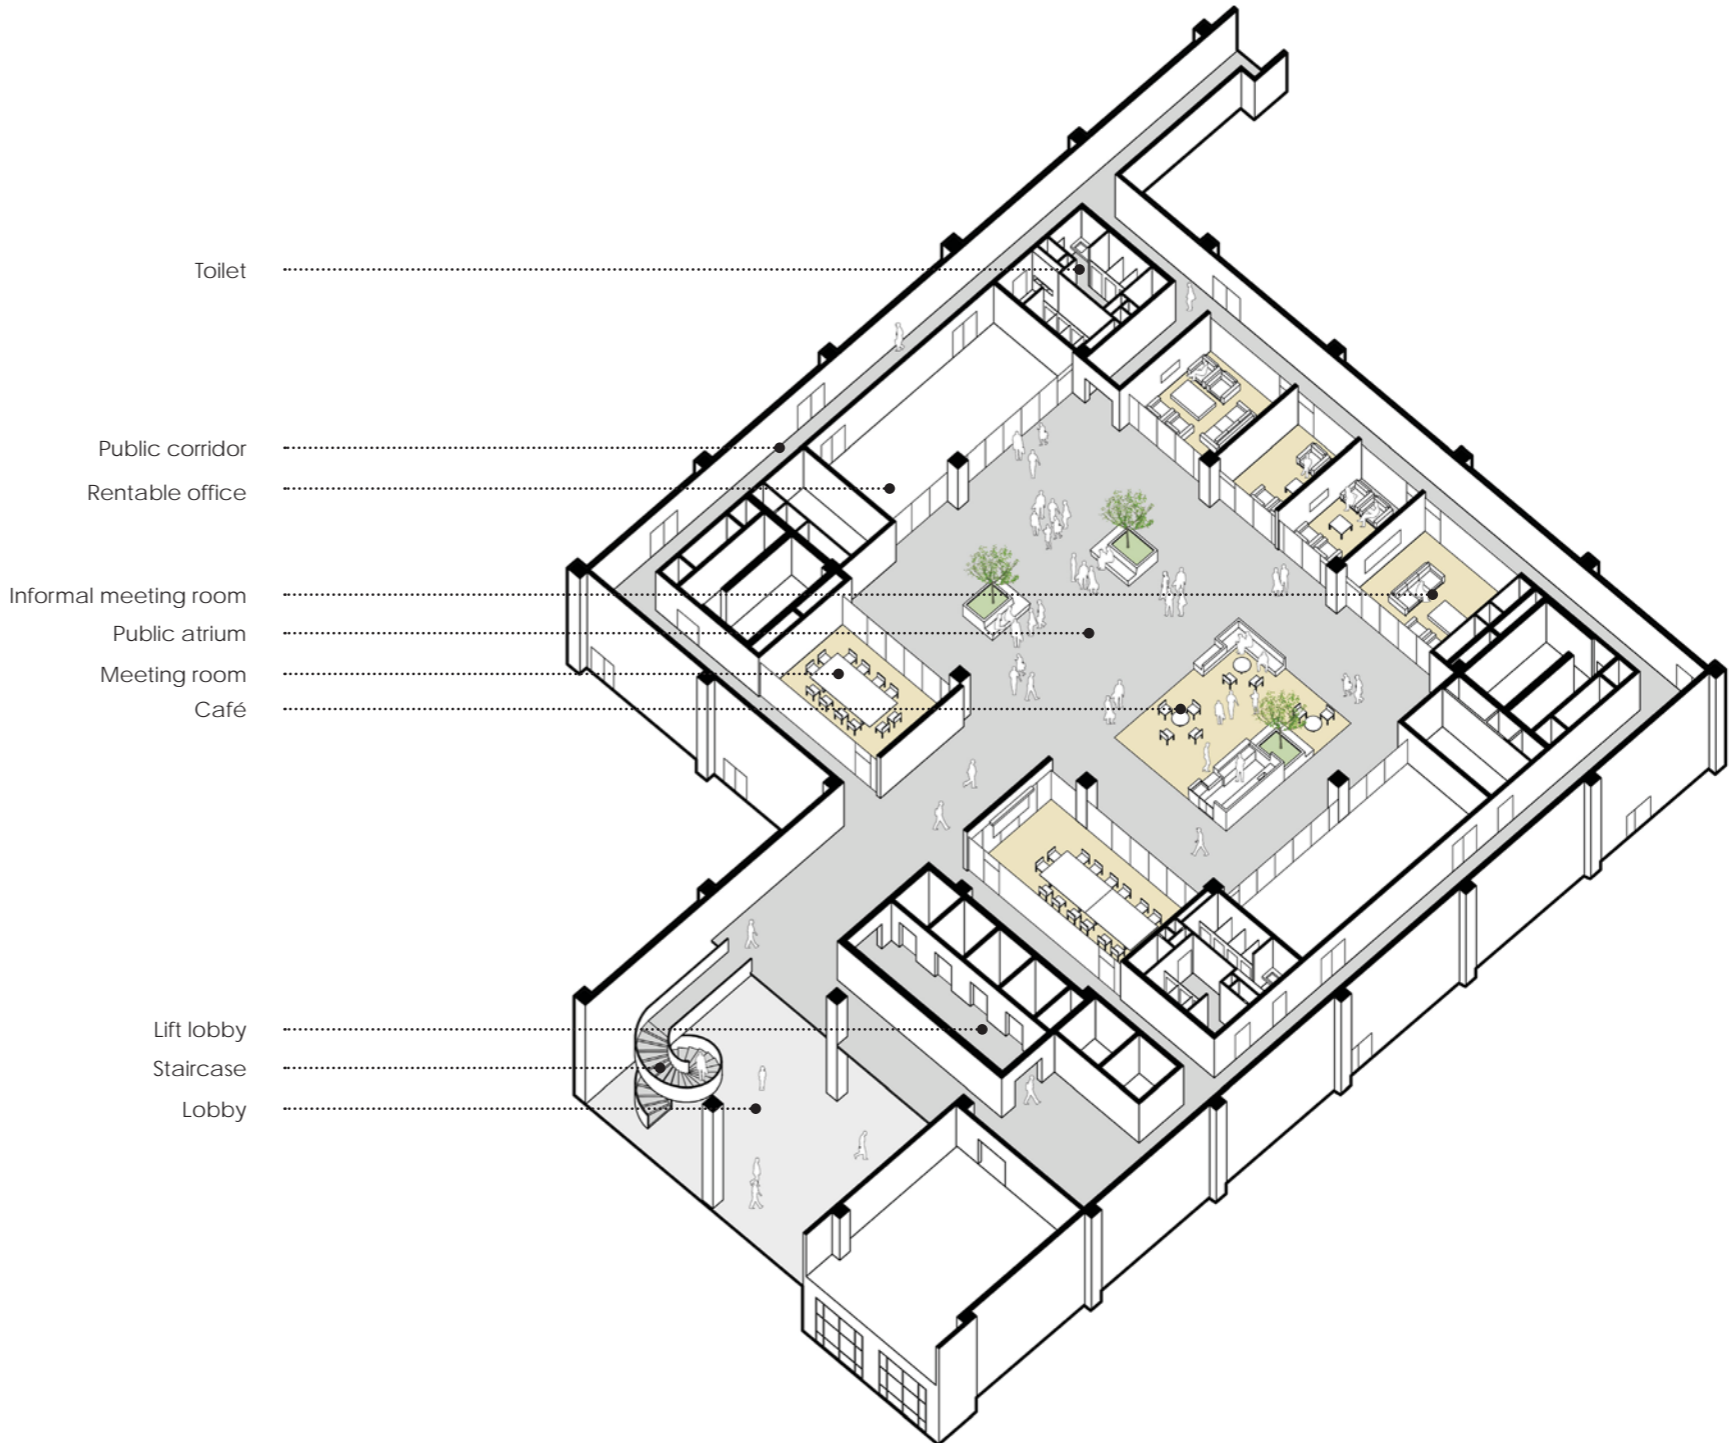 Toilet
Public corridor
Rentable office
Informal meeting room
Public atrium
Meeting room
Café
Lift lobby
Staircase
Lobby